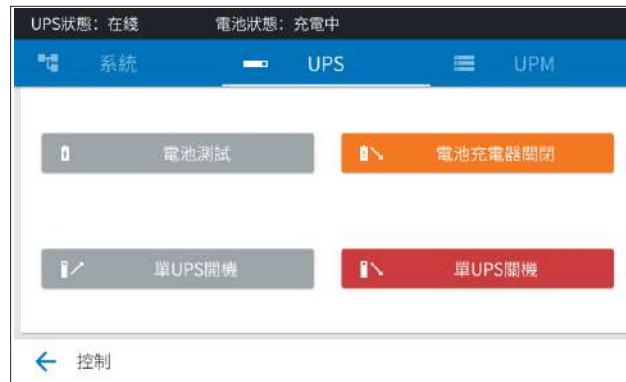 UPS狀態：在綫 電池狀態：充電中
系統 UPS UPM
電池測試 電池充電器關閉
單UPS開機 單UPS關機
控制